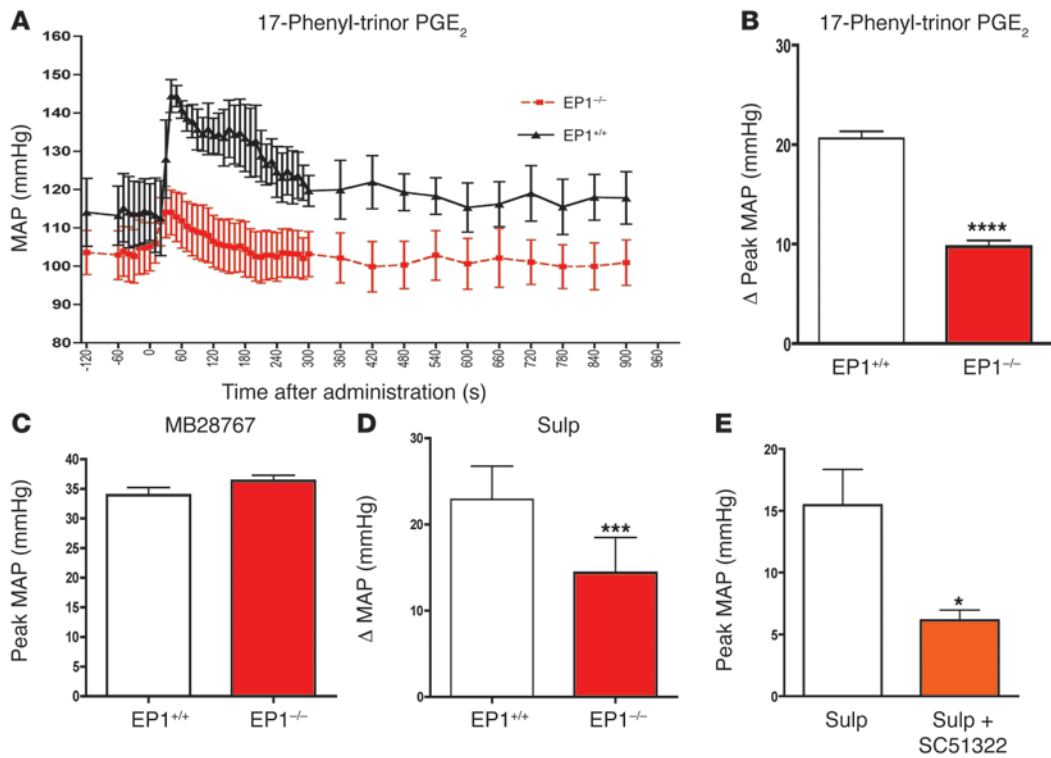 A
17-Phenyl-trinor PGE₂
MAP (mmHg)
160
150
140
130
120
110
100
90
80
EP1⁻/⁻
EP1⁺/⁺
-120
-60
0
60
120
180
240
300
360
420
480
540
600
660
720
780
840
900
960
Time after administration (s)
B
17-Phenyl-trinor PGE₂
Δ Peak MAP (mmHg)
30
20
10
0
****
EP1⁺/⁺
EP1⁻/⁻
C
MB28767
Peak MAP (mmHg)
40
35
30
25
20
15
10
5
0
EP1⁺/⁺
EP1⁻/⁻
D
Sulp
Δ MAP (mmHg)
30
20
10
0
***
EP1⁺/⁺
EP1⁻/⁻
E
Peak MAP (mmHg)
20
15
10
5
0
*
Sulp
Sulp +
SC51322